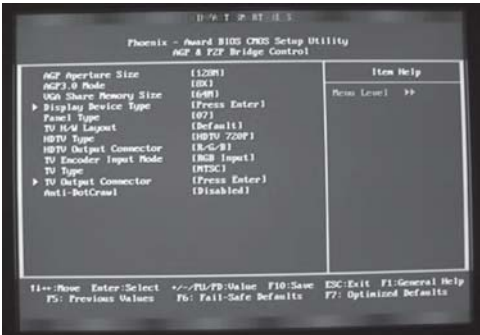 Phoenix - Award BIOS CMOS Setup Utility
AGP & P2P Bridge Control
AGP Aperture Size [128M]
AGP3.0 Mode [8X]
VGA Share Memory Size [64M]
Display Device Type [Press Enter]
Panel Type [07]
TV H/W Layout [Default]
HDTV Type [HDTV 720P]
HDTV Output Connector [R/G/B]
TV Encoder Input Mode [RGB Input]
TV Type [NTSC]
TV Output Connector [Press Enter]
Anti-DotCrawl [Disabled]
Item Help
Menu Level
:Move Enter:Select +/-/PU/PD:Value F10:Save ESC:Exit F1:General Help
F5: Previous Values F6: Fail-Safe Defaults F7: Optimized Defaults